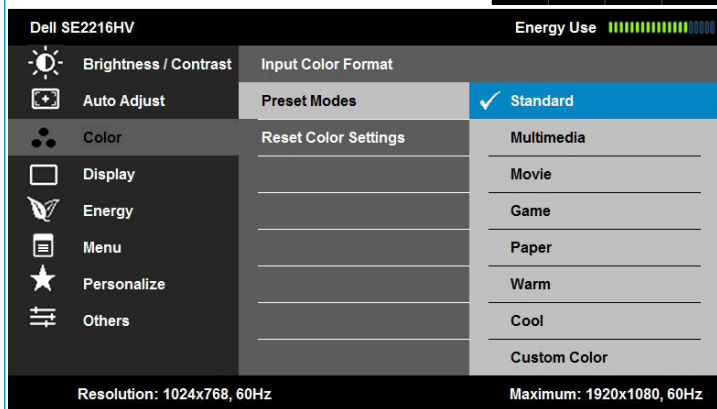 Dell SE2216HV Energy Use
Brightness / Contrast Input Color Format
Auto Adjust Preset Modes Standard
Color Reset Color Settings Multimedia
Display Movie
Energy Game
Menu Paper
Personalize Warm
Others Cool
Custom Color
Resolution: 1024x768, 60Hz Maximum: 1920x1080, 60Hz